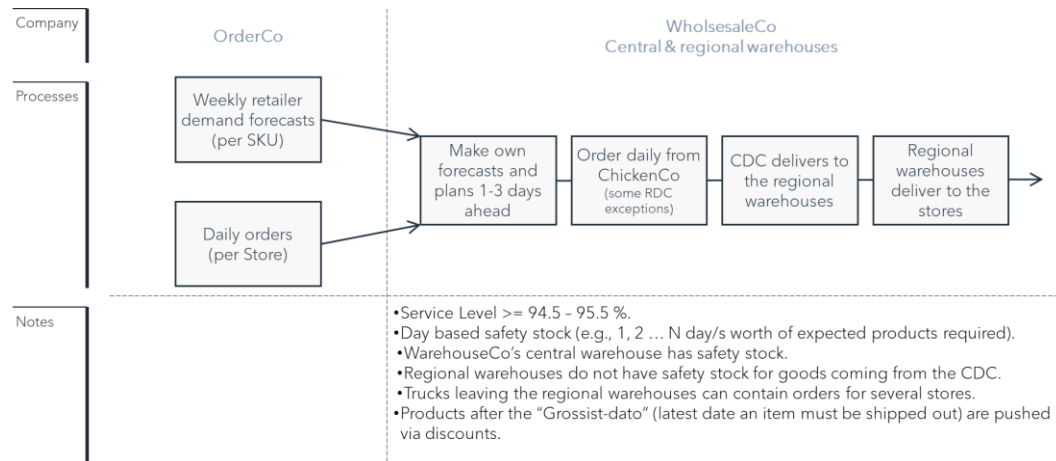 Company
OrderCo
WholsesaleCo
Central & regional warehouses
Processes
Weekly retailer
demand forecasts
(per SKU)
Daily orders
(per Store)
Make own
forecasts and
plans 1-3 days
ahead
Order daily from
ChickenCo
(some RDC
exceptions)
CDC delivers to
the regional
warehouses
Regional
warehouses
deliver to the
stores
Notes
•Service Level >= 94.5 – 95.5 %.
•Day based safety stock (e.g., 1, 2 ... N day/s worth of expected products required).
•WarehouseCo's central warehouse has safety stock.
•Regional warehouses do not have safety stock for goods coming from the CDC.
•Trucks leaving the regional warehouses can contain orders for several stores.
•Products after the "Grossist-dato" (latest date an item must be shipped out) are pushed
via discounts.